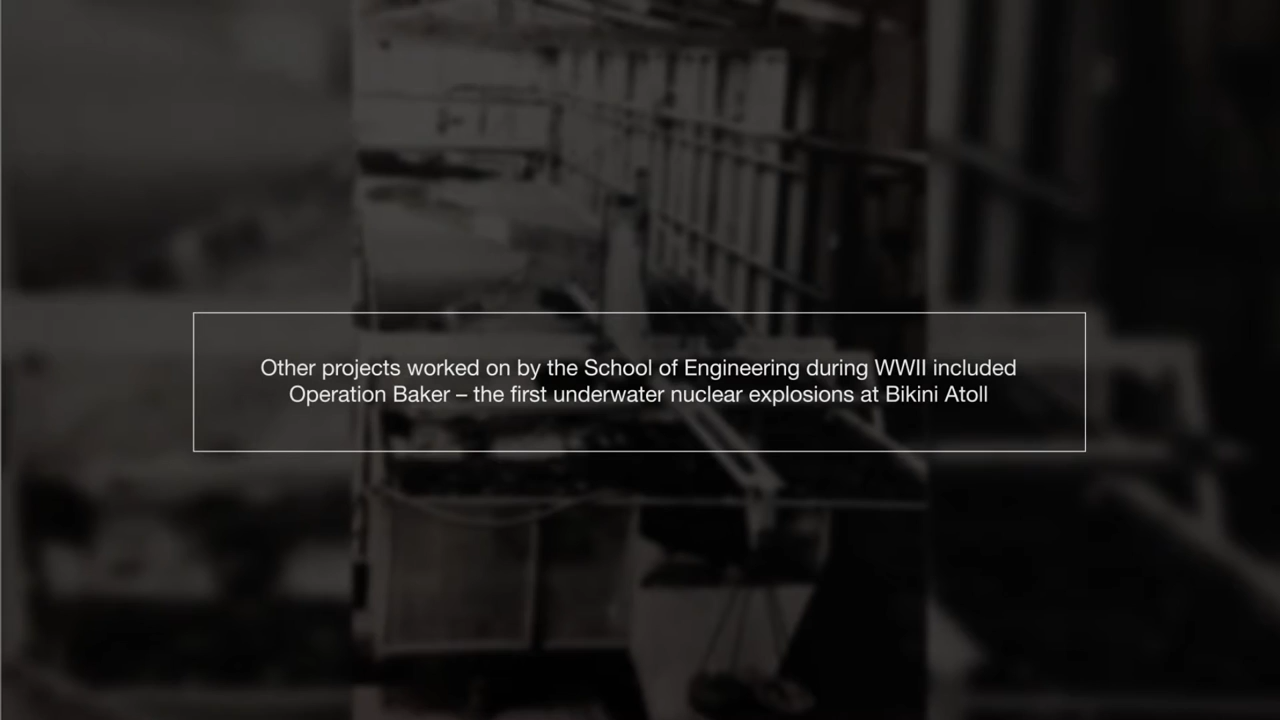 Other projects worked on by the School of Engineering during WWII included
Operation Baker – the first underwater nuclear explosions at Bikini Atoll